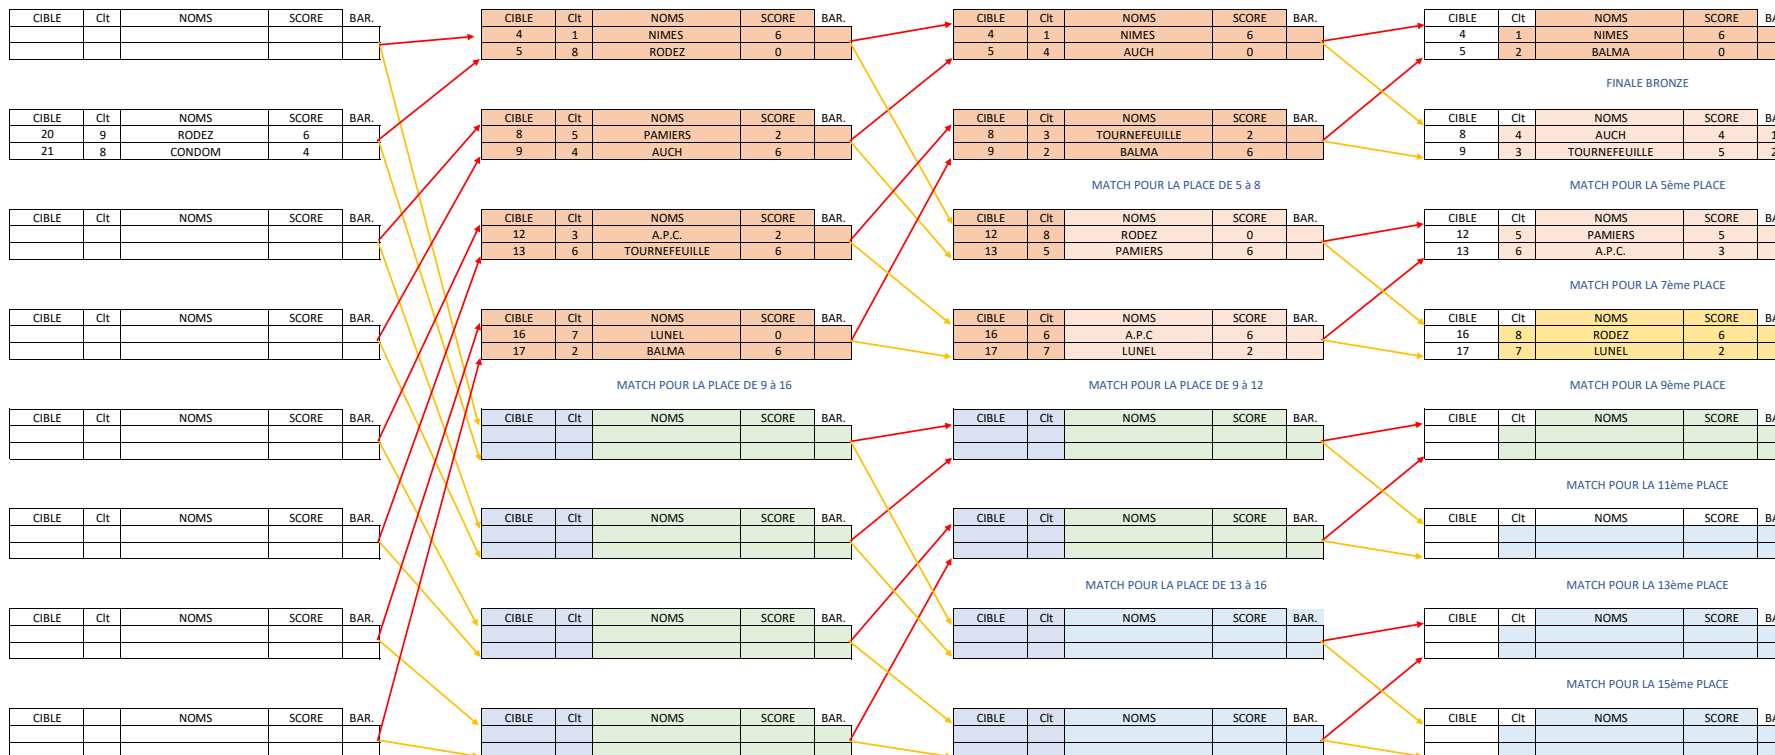 CIBLE NOMS SCORE BAR. CIBLE Clt NOMS SCORE BAR. CIBLE Clt NOMS SCORE BAR. CIBLE Clt NOMS SCORE
4 1 NIMES 6 4 1 NIMES 6 4 1 NIMES 6
5 8 RODEZ 0 5 4 AUCH 0 5 2 BALMA 0
FINALE BRONZE
CIBLE Clt NOMS SCORE BAR. CIBLE Clt NOMS SCORE BAR. CIBLE Clt NOMS SCORE BAR. CIBLE Clt NOMS SCORE
20 9 RODEZ 6 8 5 PAMIERS 2 8 3 TOURNEFEUILLE 2 8 4 AUCH 4
21 8 CONDOM 4 9 4 AUCH 6 9 2 BALMA 6 9 3 TOURNEFEUILLE 5
MATCH POUR LA PLACE DE 5 à 8 MATCH POUR LA 5ème PLACE
CIBLE Clt NOMS SCORE BAR. CIBLE Clt NOMS SCORE BAR. CIBLE Clt NOMS SCORE BAR. CIBLE Clt NOMS SCORE
12 3 A.P.C. 2 12 8 RODEZ 0 12 5 PAMIERS 5
13 6 TOURNEFEUILLE 6 13 5 PAMIERS 6 13 6 A.P.C. 3
MATCH POUR LA 7ème PLACE
CIBLE Clt NOMS SCORE BAR. CIBLE Clt NOMS SCORE BAR. CIBLE Clt NOMS SCORE BAR. CIBLE Clt NOMS SCORE
16 7 LUNEL 0 16 6 A.P.C 6 16 8 RODEZ 6
17 2 BALMA 6 17 7 LUNEL 2 17 7 LUNEL 2
MATCH POUR LA PLACE DE 9 à 16 MATCH POUR LA PLACE DE 9 à 12 MATCH POUR LA 9ème PLACE
CIBLE Clt NOMS SCORE BAR. CIBLE Clt NOMS SCORE BAR. CIBLE Clt NOMS SCORE BAR. CIBLE Clt NOMS SCORE
MATCH POUR LA 11ème PLACE
CIBLE Clt NOMS SCORE BAR. CIBLE Clt NOMS SCORE BAR. CIBLE Clt NOMS SCORE BAR. CIBLE Clt NOMS SCORE
MATCH POUR LA PLACE DE 13 à 16 MATCH POUR LA 13ème PLACE
CIBLE Clt NOMS SCORE BAR. CIBLE Clt NOMS SCORE BAR. CIBLE Clt NOMS SCORE BAR. CIBLE Clt NOMS SCORE
MATCH POUR LA 15ème PLACE
CIBLE NOMS SCORE BAR. CIBLE Clt NOMS SCORE BAR. CIBLE Clt NOMS SCORE BAR. CIBLE Clt NOMS SCORE